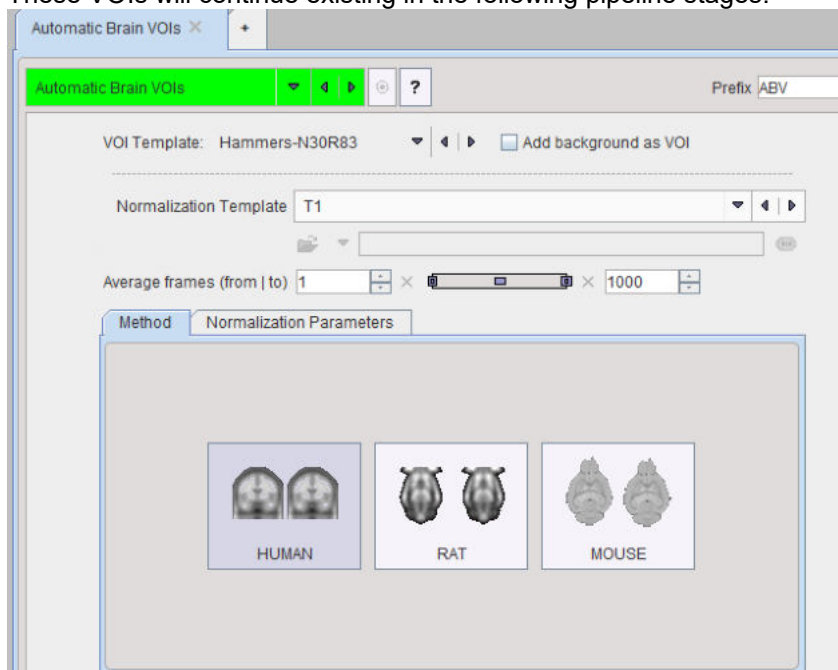 These VOIs will continue existing in the following pipeline stages.
Automatic Brain VOIs × +
Automatic Brain VOIs ? Prefix ABV
VOI Template: Hammers-N30R83 Add background as VOI
Normalization Template T1
Average frames (from | to) 1 1000
Method Normalization Parameters
HUMAN RAT MOUSE